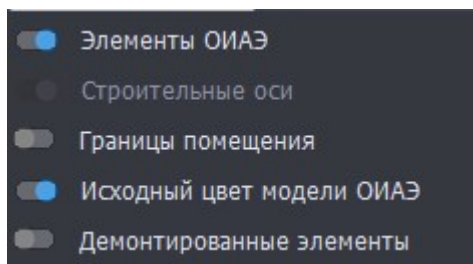 Элементы ОИАЭ
Строительные оси
Границы помещения
Исходный цвет модели ОИАЭ
Демонтированные элементы